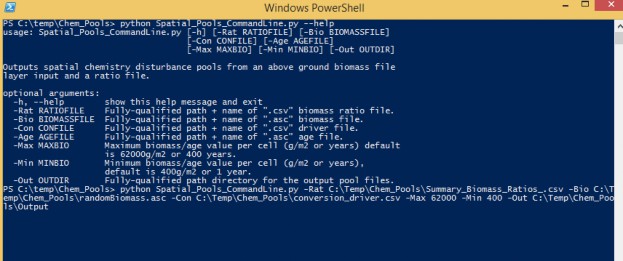 Windows PowerShell
PS C:\temp\Chem_Pools> python Spatial_Pools_CommandLine.py --help
usage: Spatial_Pools_CommandLine.py [-h] [-Rat RATIOFILE] [-Bio BIOMASSFILE]
[-Con CONFILE] [-Age AGEFILE]
[-Max MAXBIO] [-Min MINBIO] [-Out OUTDIR]
Outputs spatial chemistry disturbance pools from an above ground biomass file
layer input and a ratio file.
optional arguments:
-h, --help show this help message and exit
-Rat RATIOFILE Fully-qualified path + name of ".csv" biomass ratio file.
-Bio BIOMASSFILE Fully-qualified path + name of ".asc" biomass file.
-Con CONFILE Fully-qualified path + name of ".csv" driver file.
-Age AGEFILE Fully-qualified path + name of ".asc" age file.
-Max MAXBIO Maximum biomass/age value per cell (g/m2 or years) default
is 62000g/m2 or 400 years.
-Min MINBIO Minimum biomass/age value per cell (g/m2 or years),
default is 400g/m2 or 1 year.
-Out OUTDIR Fully-qualified path directory for the output pool files.
PS C:\temp\Chem_Pools> python Spatial_Pools_CommandLine.py -Rat C:\Temp\Chem_Pools\Summary_Biomass_Ratios_.csv -Bio C:\T
emp\Chem_Pools\randomBiomass.asc -Con C:\Temp\Chem_Pools\conversion_driver.csv -Max 62000 -Min 400 -Out C:\Temp\Chem_Poo
ls\Output